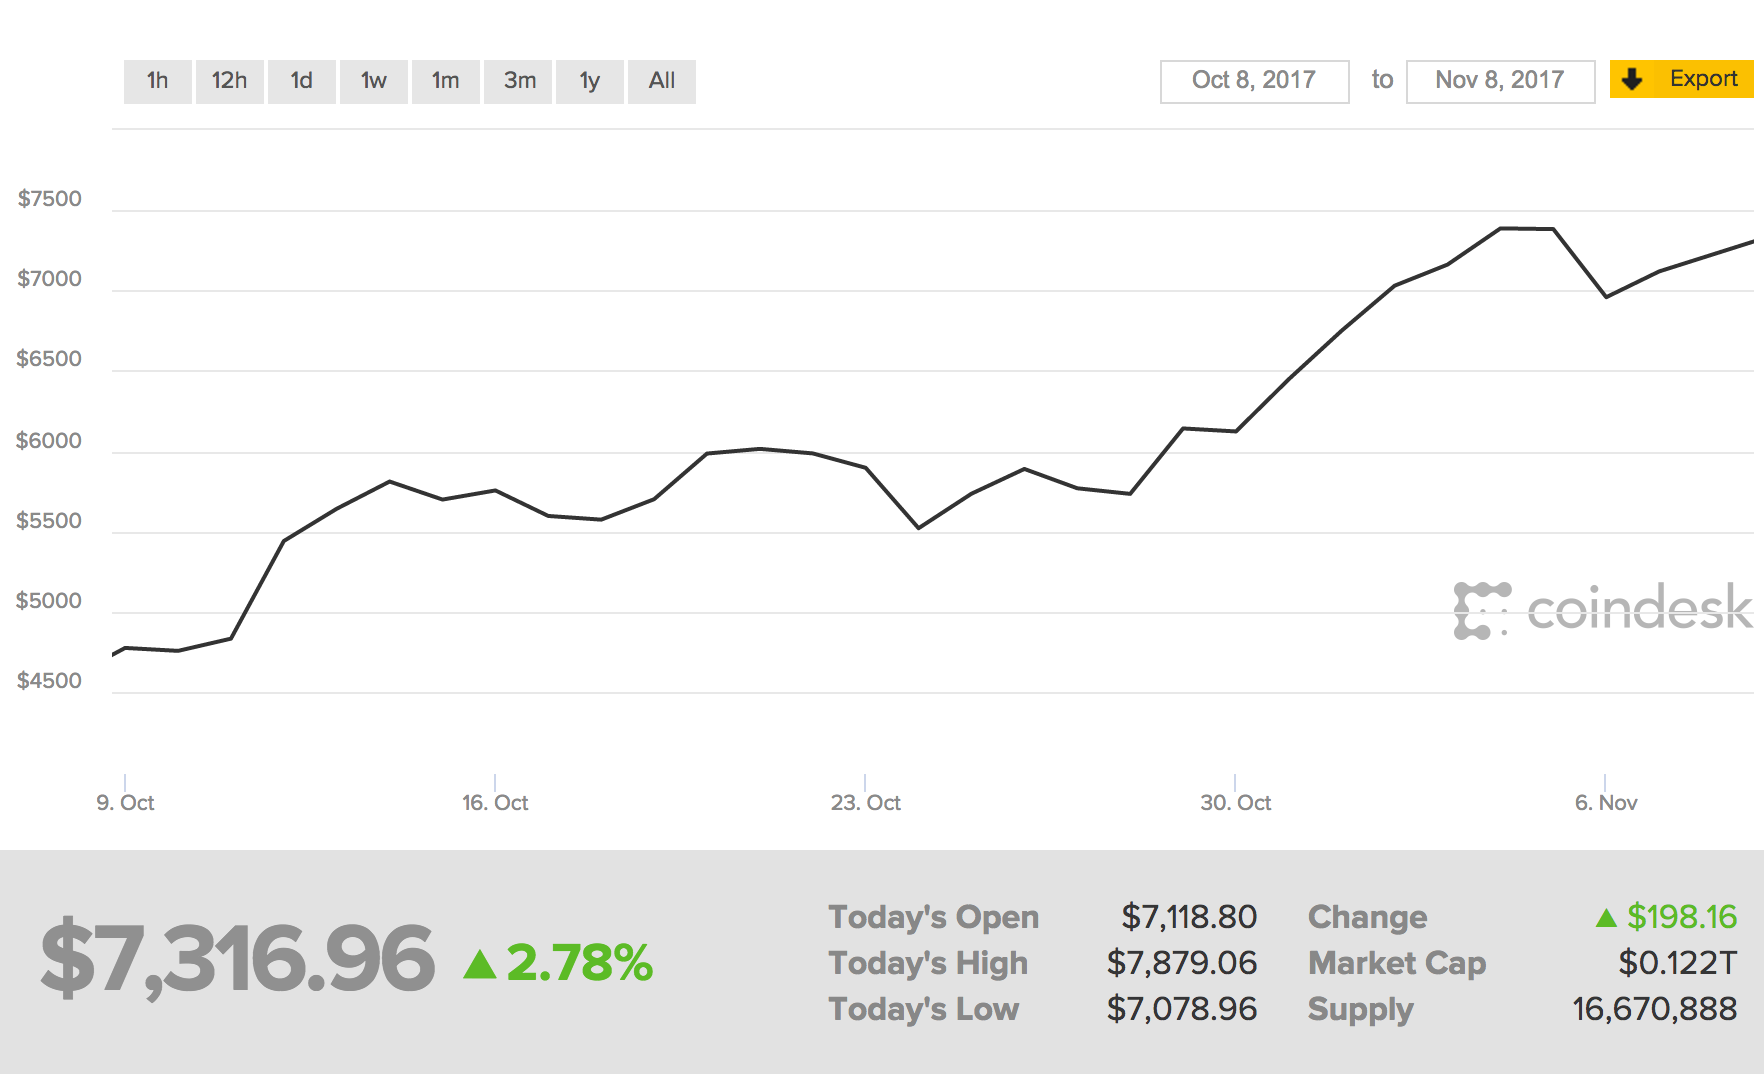 1h 12h 1d 1w 1m 3m 1y All Oct 8, 2017 to Nov 8, 2017 Export
$7500
$7000
$6500
$6000
$5500
$5000
coindesk
$4500
9. Oct 16. Oct 23. Oct 30. Oct 6. Nov
$7,316.96 ▲ 2.78%
Today's Open $7,118.80 Change ▲ $198.16
Today's High $7,879.06 Market Cap $0.122T
Today's Low $7,078.96 Supply 16,670,888